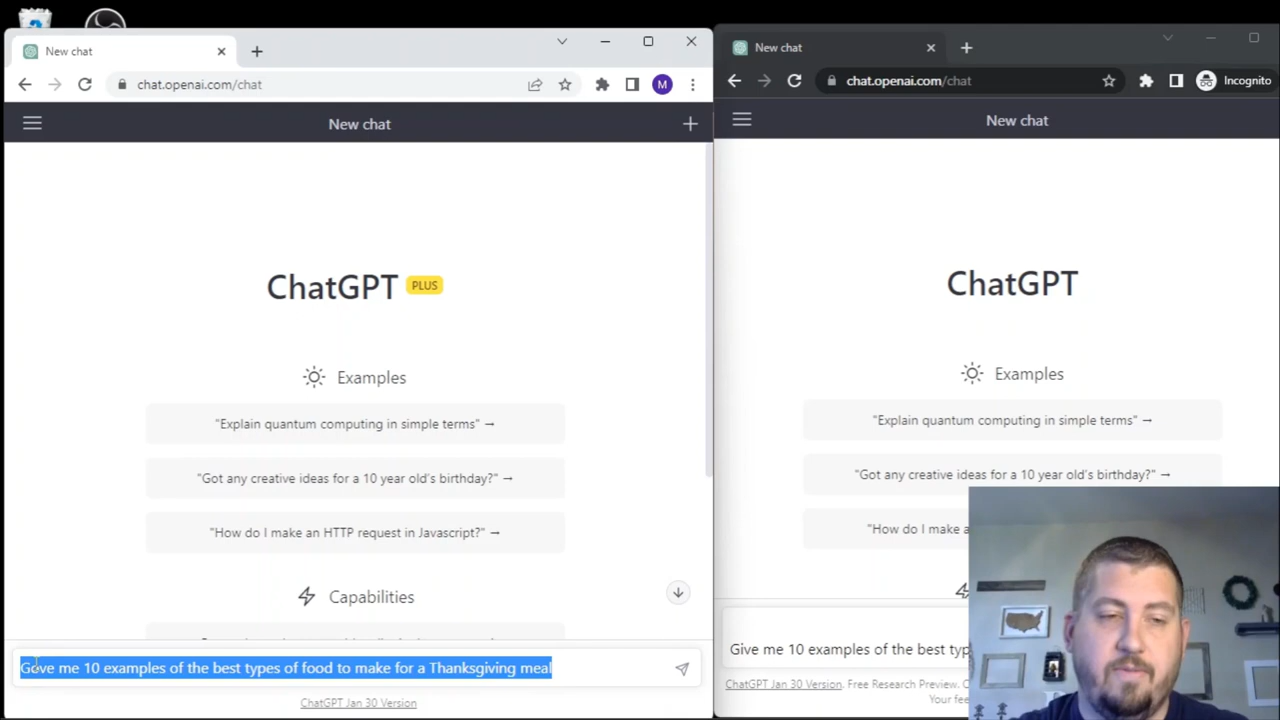 New chat
chat.openai.com/chat
M
New chat
ChatGPT PLUS
Examples
"Explain quantum computing in simple terms" →
"Got any creative ideas for a 10 year old's birthday?" →
"How do I make an HTTP request in Javascript?" →
Capabilities
Give me 10 examples of the best types of food to make for a Thanksgiving meal
ChatGPT Jan 30 Version
New chat
chat.openai.com/chat
Incognito
New chat
ChatGPT
Examples
"Explain quantum computing in simple terms" →
"Got any creative ideas for a 10 year old's birthday?" →
"How do I make
Give me 10 examples of the best
ChatGPT Jan 30 Version. Free Research Preview.
Your